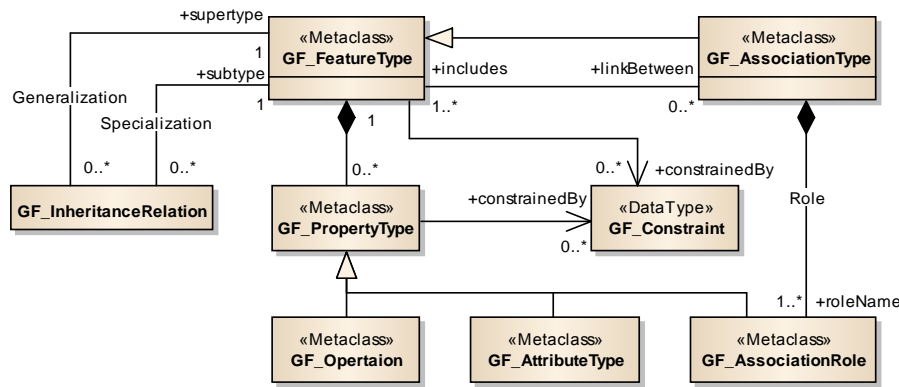 +supertype
«Metaclass»
GF_FeatureType
«Metaclass»
GF_AssociationType
1
+subtype
+includes
+linkBetween
Generalization
1
1..*
0..*
Specialization
1
0..*
0..*
0..*
0..*
+constrainedBy
GF_InheritanceRelation
«Metaclass»
GF_PropertyType
+constrainedBy
0..*
«DataType»
GF_Constraint
Role
1..*
+roleName
«Metaclass»
GF_Opertaion
«Metaclass»
GF_AttributeType
«Metaclass»
GF_AssociationRole